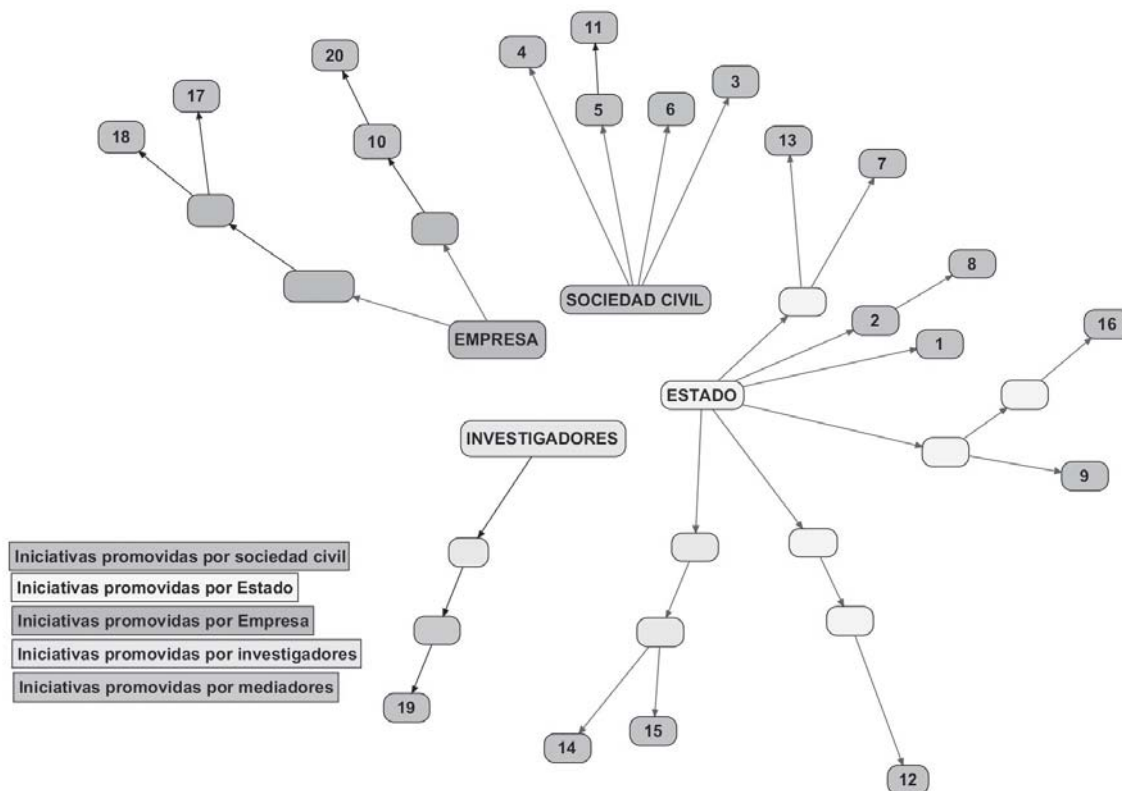 11
4
20
3
17
5
6
18
10
13
7
8
SOCIEDAD CIVIL
2
16
EMPRESA
1
ESTADO
INVESTIGADORES
9
Iniciativas promovidas por sociedad civil
Iniciativas promovidas por Estado
Iniciativas promovidas por Empresa
Iniciativas promovidas por investigadores
Iniciativas promovidas por mediadores
19
15
14
12